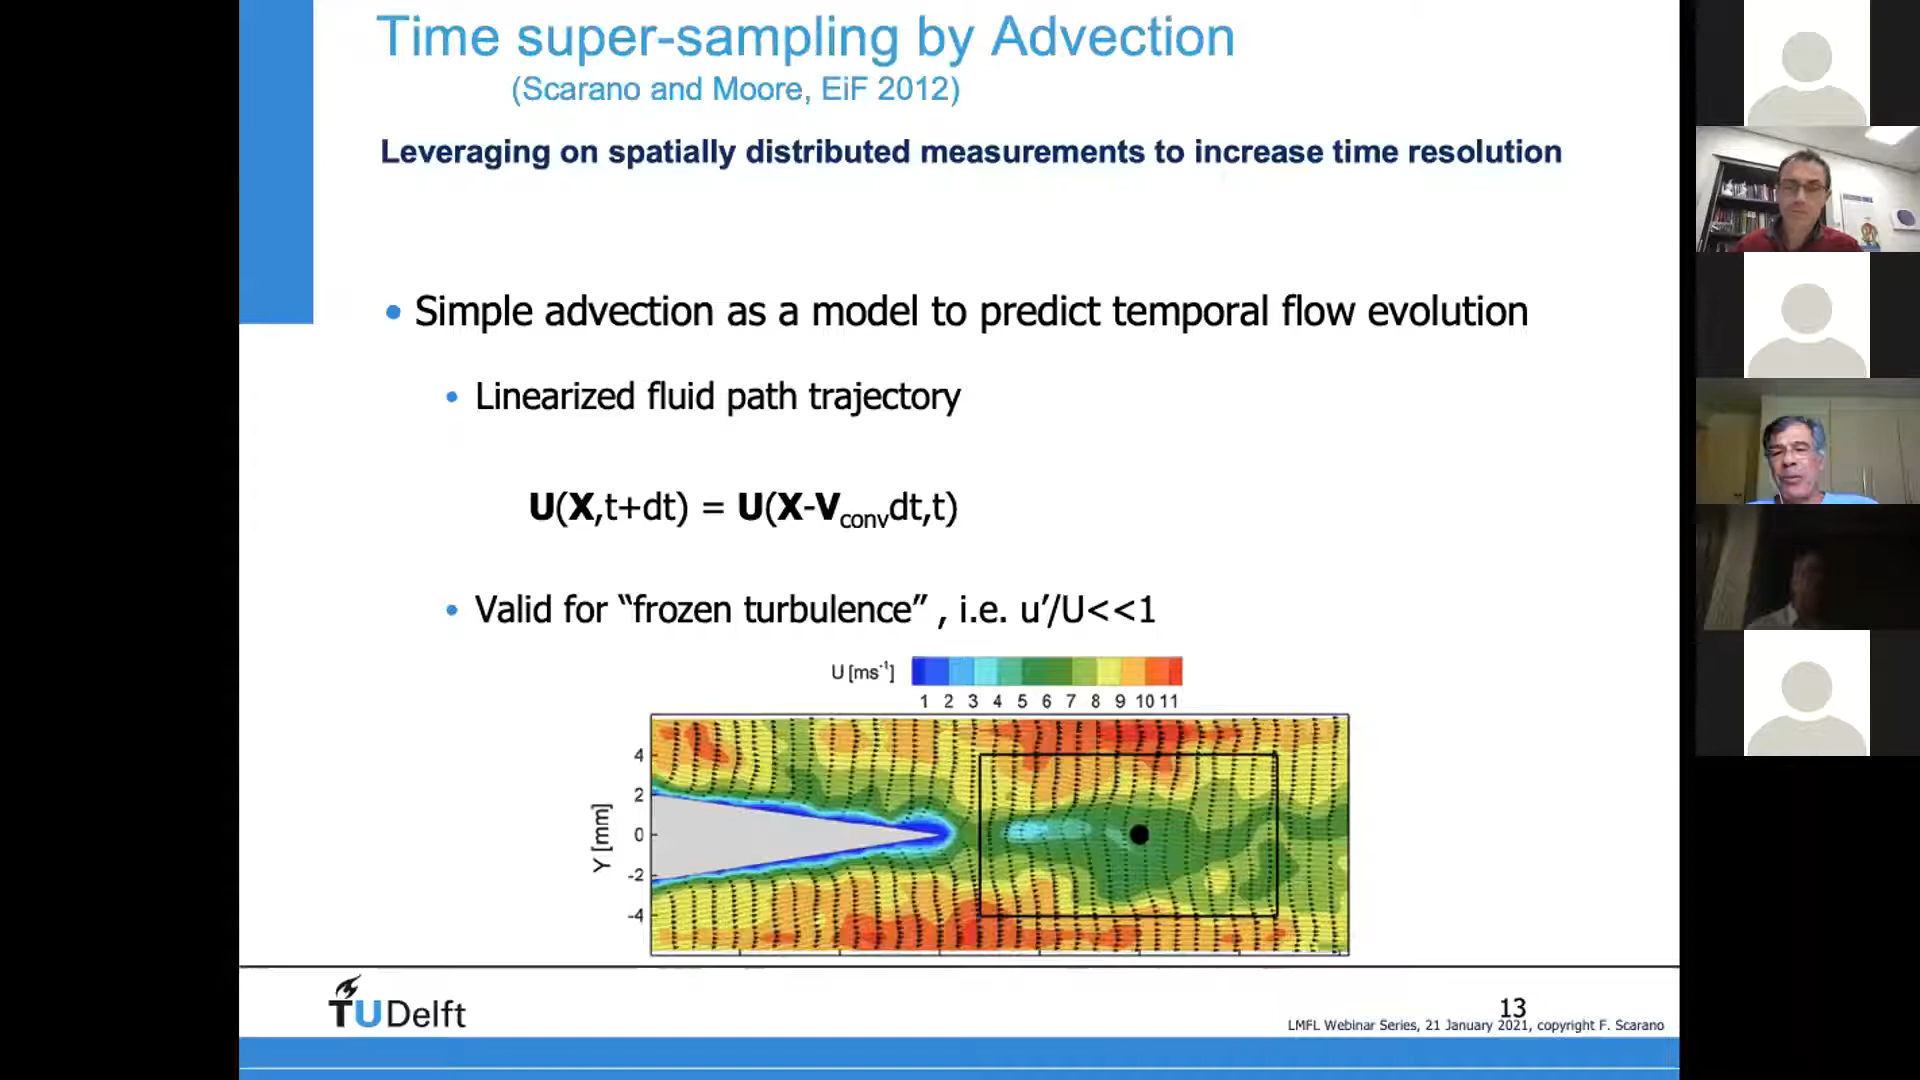 Time super-sampling by Advection
(Scarano and Moore, EiF 2012)
Leveraging on spatially distributed measurements to increase time resolution
• Simple advection as a model to predict temporal flow evolution
• Linearized fluid path trajectory
U(X,t+dt) = U(X-Vconvdt,t)
• Valid for “frozen turbulence” , i.e. u’/U<<1
U [ms-1]
1 2 3 4 5 6 7 8 9 10 11
Y [mm]
4
2
0
-2
-4
TUDelft
13
LMFL Webinar Series, 21 January 2021, copyright F. Scarano